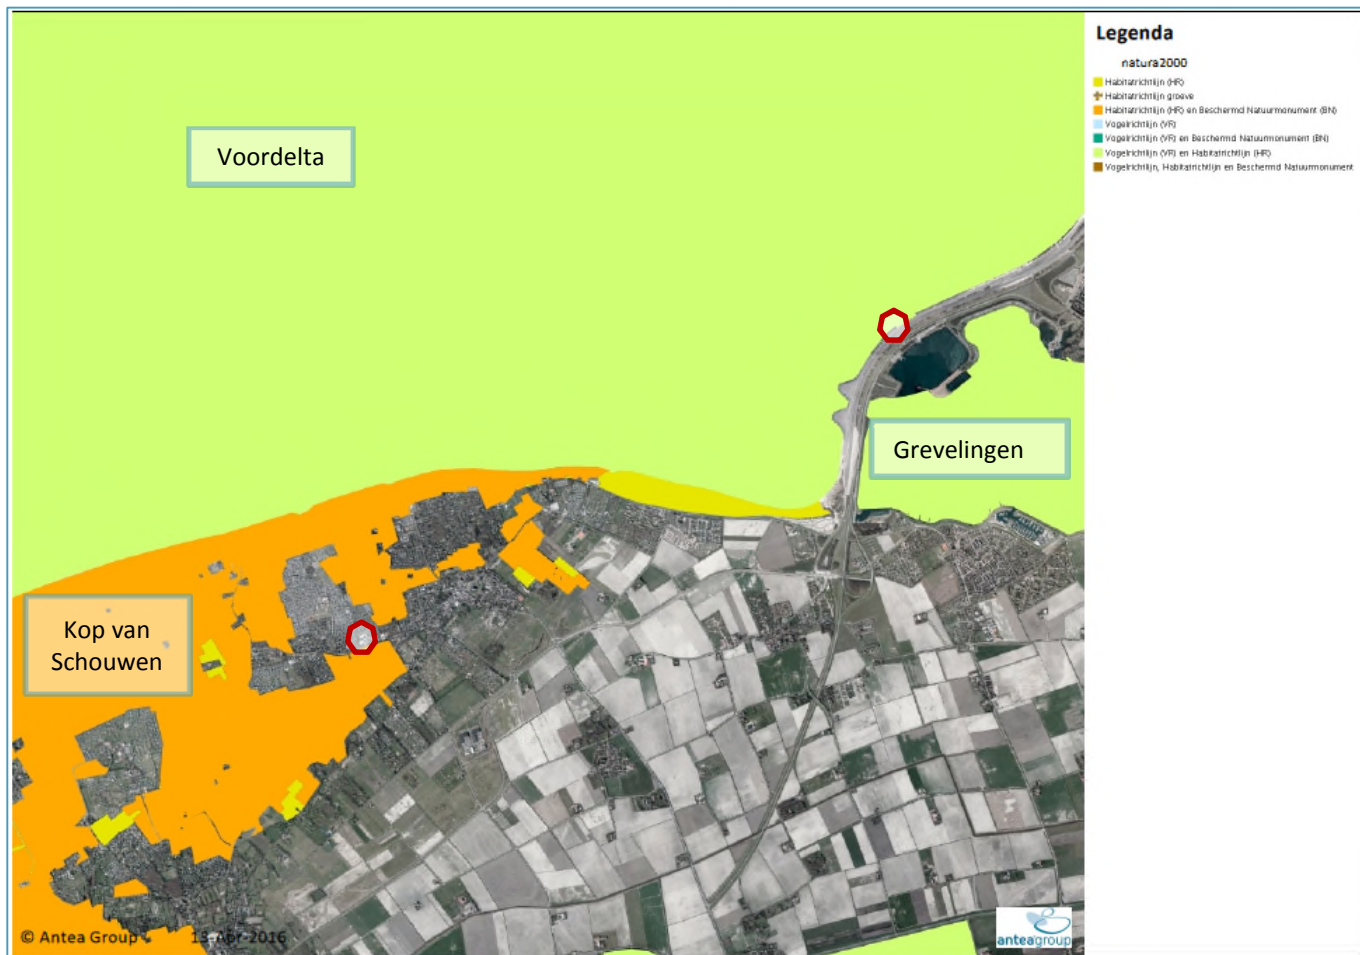 Legenda
natura2000
Habitatrichtlijn (HR)
Habitatrichtlijn groeve
Habitatrichtlijn (HR) en Beschermd Natuurmonument (BN)
Vogelrichtlijn (VR)
Vogelrichtlijn (VR) en Beschermd Natuurmonument (BN)
Vogelrichtlijn (VR) en Habitatrichtlijn (HR)
Vogelrichtlijn, Habitatrichtlijn en Beschermd Natuurmonument
Voordelta
Grevelingen
Kop van
Schouwen
© Antea Group 13-Apr-2016
anteagroup